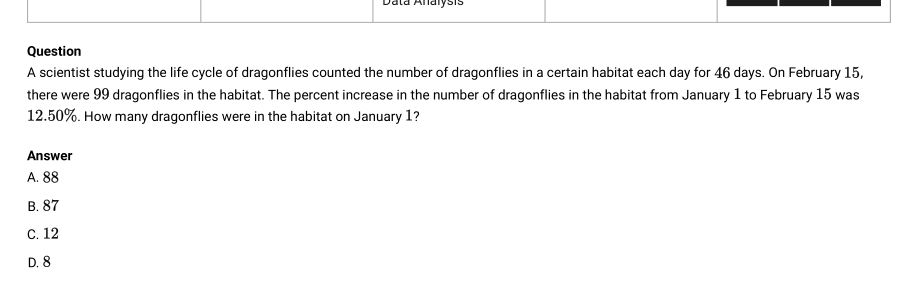 Data Analysis
Question
A scientist studying the life cycle of dragonflies counted the number of dragonflies in a certain habitat each day for 46 days. On February 15,
there were 99 dragonflies in the habitat. The percent increase in the number of dragonflies in the habitat from January 1 to February 15 was
12.50%. How many dragonflies were in the habitat on January 1?
Answer
A. 88
B. 87
C. 12
D. 8